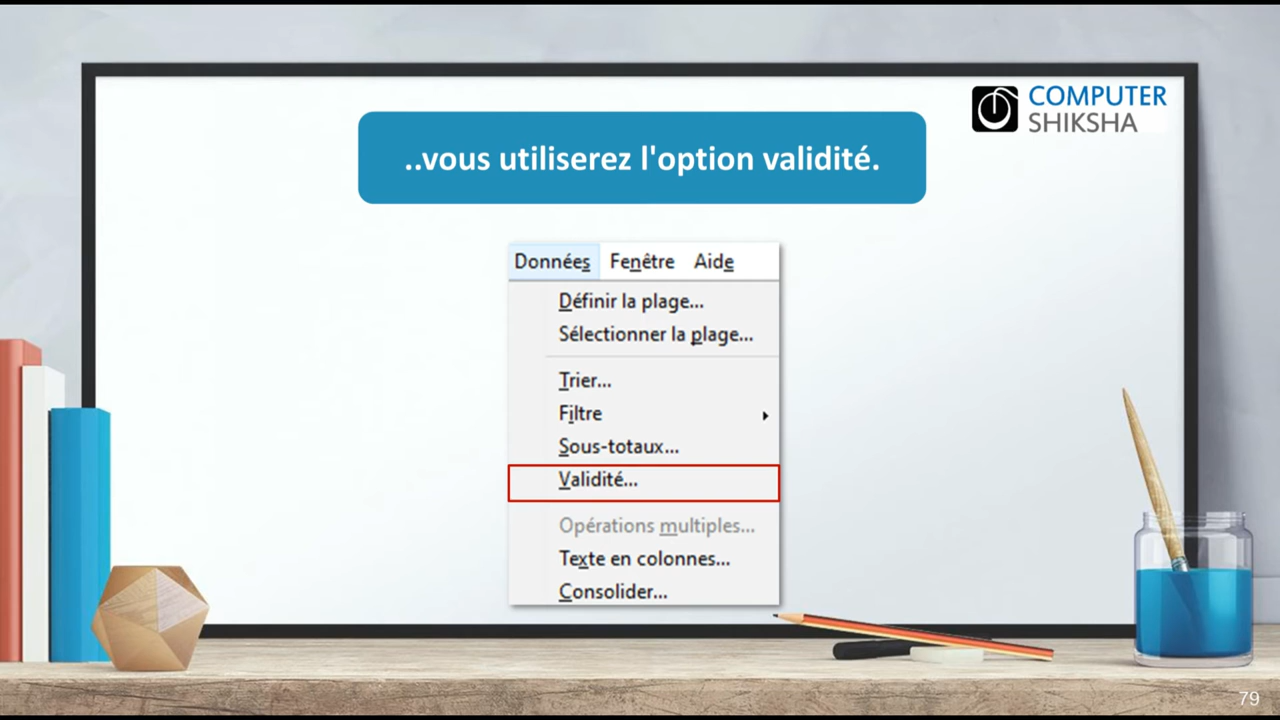 COMPUTER
SHIKSHA
..vous utiliserez l'option validité.
Données Fenêtre Aide
Définir la plage...
Sélectionner la plage...
Trier...
Filtre
Sous-totaux...
Validité...
Opérations multiples...
Texte en colonnes...
Consolider...
79